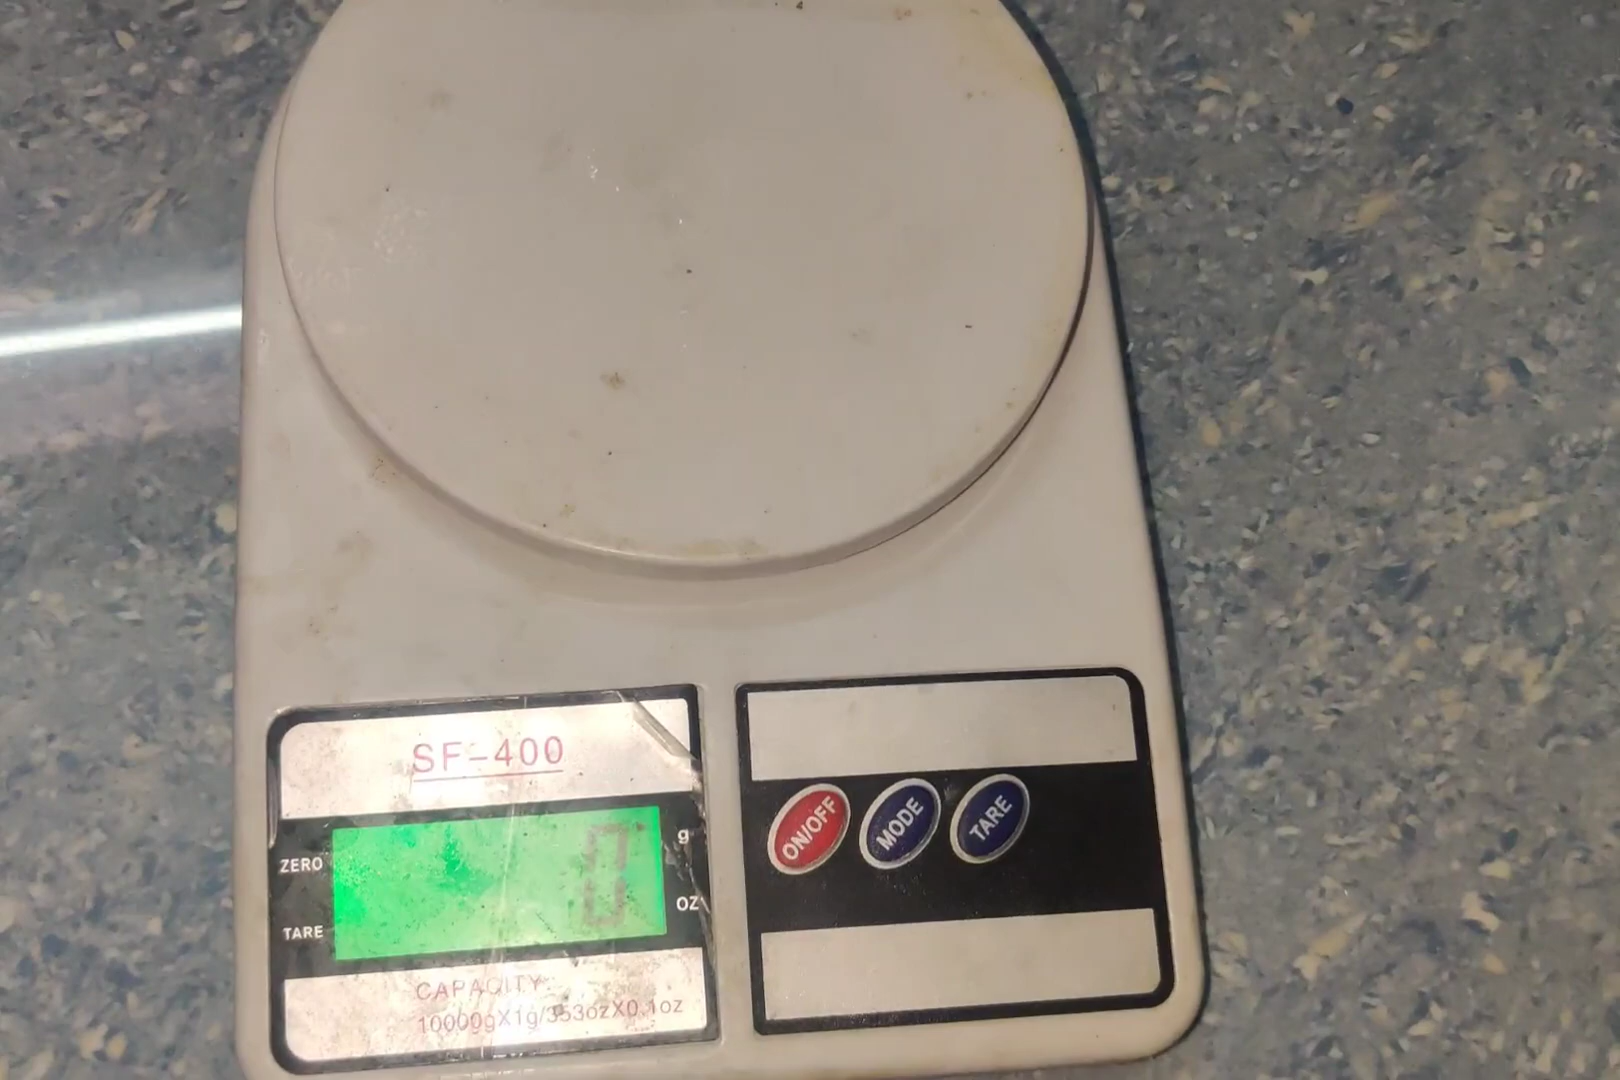 SF-400
ZERO
TARE
0
g
OZ
CAPACITY
10000gX1g/353ozX0.1oz
ON/OFF
MODE
TARE